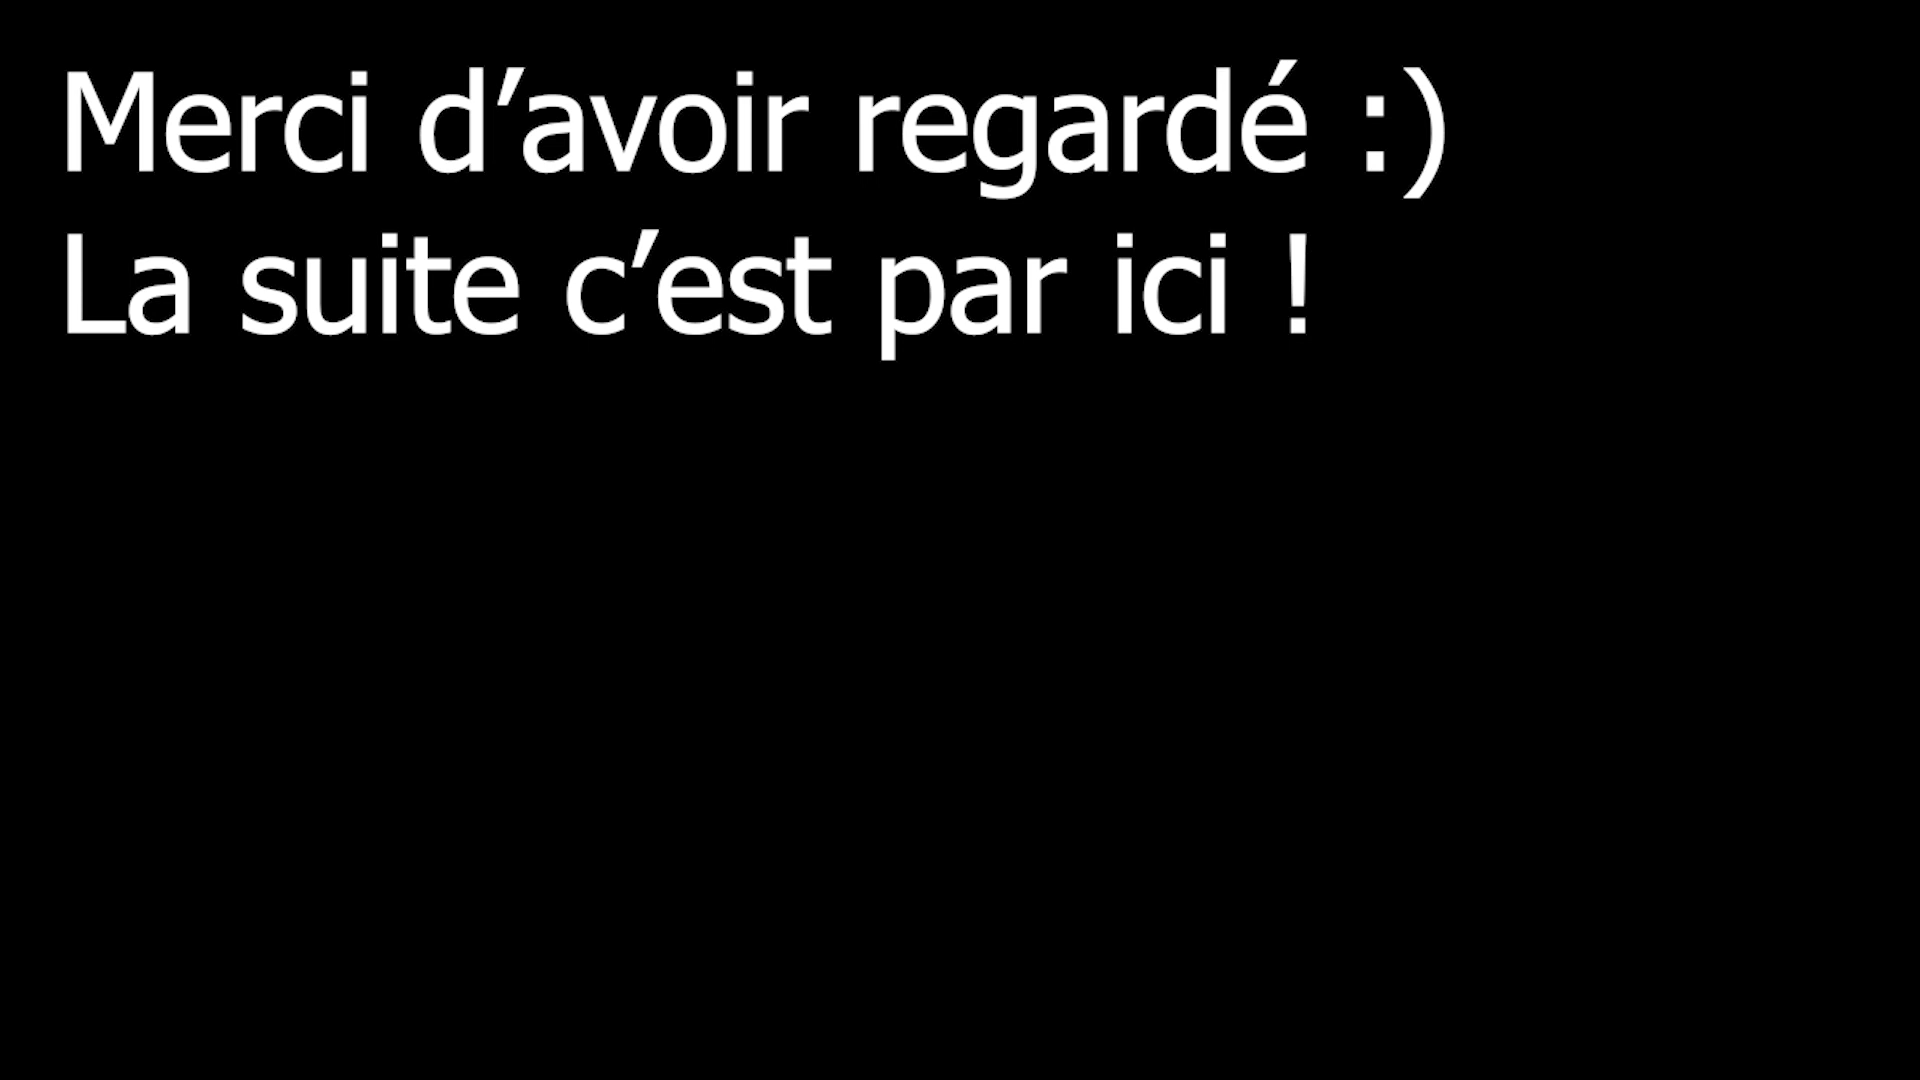 Merci d’avoir regardé :)
La suite c’est par ici !